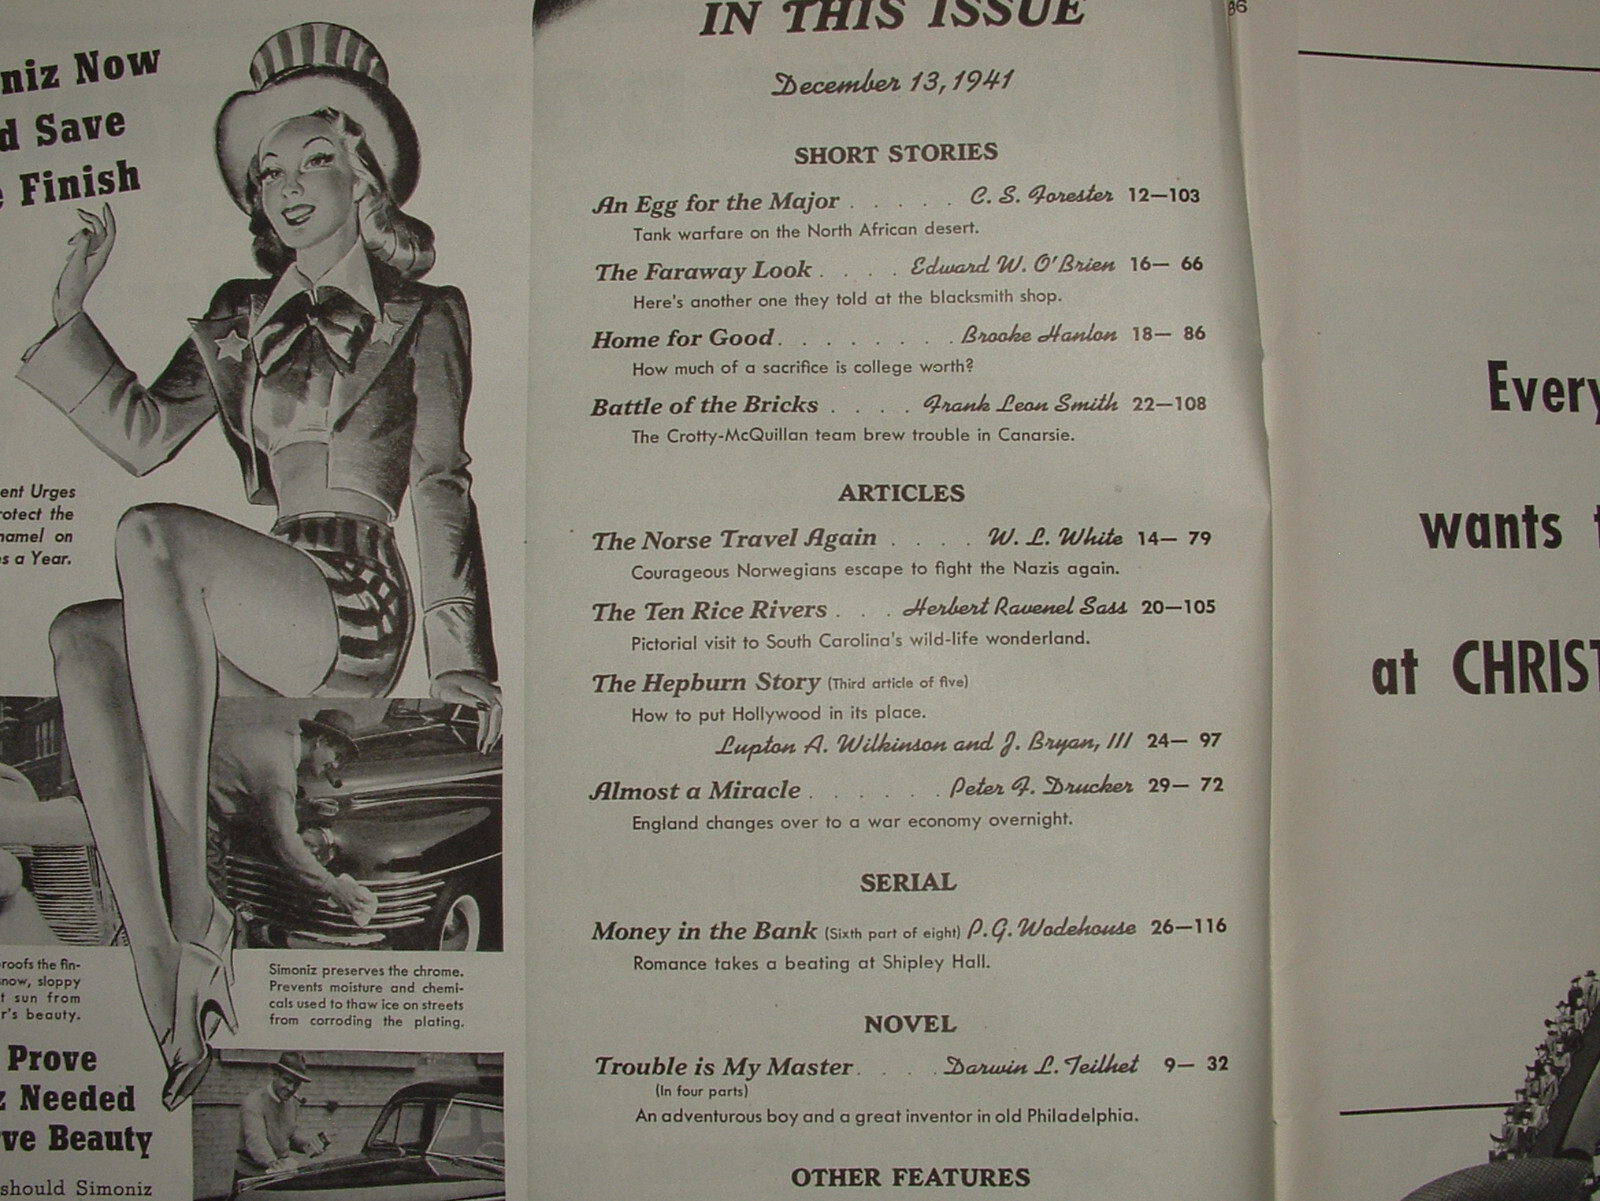 niz Now
d Save
e Finish
ent Urges
rotect the
namel on
s a Year.
roofs the fin-
now, sloppy
t sun from
r's beauty.
Simoniz preserves the chrome.
Prevents moisture and chemi-
cals used to thaw ice on streets
from corroding the plating.
Prove
z Needed
ve Beauty
should Simoniz
IN THIS ISSUE
December 13, 1941
SHORT STORIES
An Egg for the Major . . . . . C. S. Forester 12—103
Tank warfare on the North African desert.
The Faraway Look . . . . Edward W. O'Brien 16— 66
Here's another one they told at the blacksmith shop.
Home for Good . . . . . . . . Brooke Hanlon 18— 86
How much of a sacrifice is college worth?
Battle of the Bricks . . . . Frank Leon Smith 22—108
The Crotty-McQuillan team brew trouble in Canarsie.
ARTICLES
The Norse Travel Again . . . . W. L. White 14— 79
Courageous Norwegians escape to fight the Nazis again.
The Ten Rice Rivers . . . Herbert Ravenel Sass 20—105
Pictorial visit to South Carolina's wild-life wonderland.
The Hepburn Story (Third article of five)
How to put Hollywood in its place.
Lupton A. Wilkinson and J. Bryan, III 24— 97
Almost a Miracle . . . . . . Peter F. Drucker 29— 72
England changes over to a war economy overnight.
SERIAL
Money in the Bank (Sixth part of eight) P. G. Wodehouse 26—116
Romance takes a beating at Shipley Hall.
NOVEL
Trouble is My Master . . . . Darwin L. Teilhet 9— 32
(In four parts)
An adventurous boy and a great inventor in old Philadelphia.
OTHER FEATURES
36
Every
wants t
at CHRIST